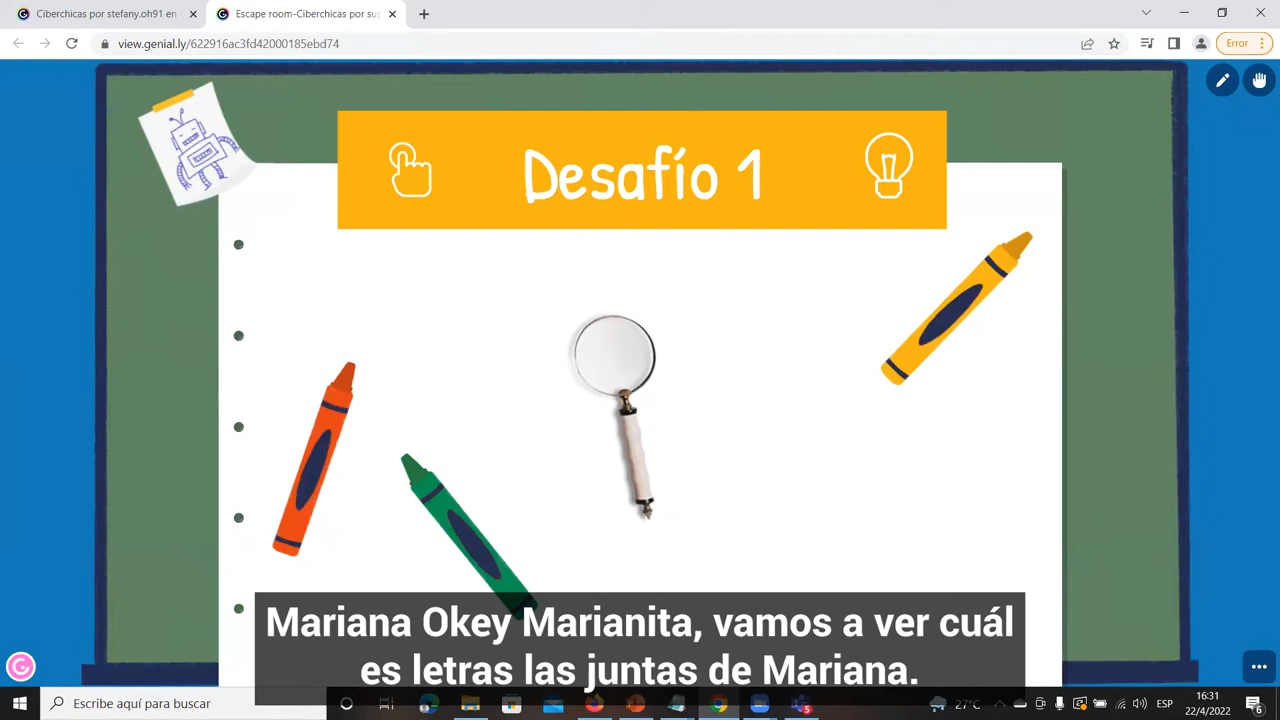 Ciberchicas por stefany.oh91 en
Escape room-Ciberchicas por sup
view.genial.ly/622916ac3fd42000185ebd74
Error
Desafío 1
Mariana Okey Marianita, vamos a ver cuál
es letras las juntas de Mariana.
Escribe aquí para buscar
27°C
ESP
16:31
22/4/2022
6